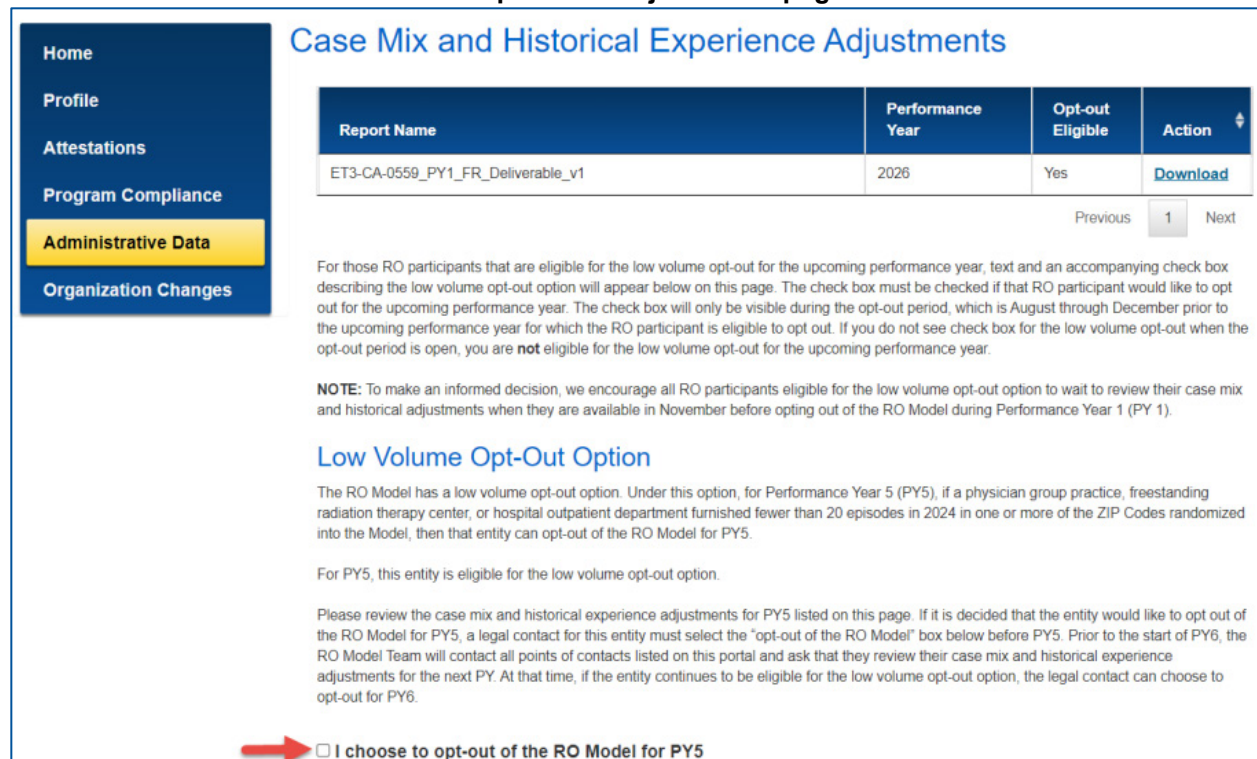 Home
Profile
Attestations
Program Compliance
Administrative Data
Organization Changes
Case Mix and Historical Experience Adjustments
Report Name
Performance Year
Opt-out Eligible
Action
ET3-CA-0559_PY1_FR_Deliverable_v1
2026
Yes
Download
Previous 1 Next
For those RO participants that are eligible for the low volume opt-out for the upcoming performance year, text and an accompanying check box
describing the low volume opt-out option will appear below on this page. The check box must be checked if that RO participant would like to opt
out for the upcoming performance year. The check box will only be visible during the opt-out period, which is August through December prior to
the upcoming performance year for which the RO participant is eligible to opt out. If you do not see check box for the low volume opt-out when the
opt-out period is open, you are not eligible for the low volume opt-out for the upcoming performance year.
NOTE: To make an informed decision, we encourage all RO participants eligible for the low volume opt-out option to wait to review their case mix
and historical adjustments when they are available in November before opting out of the RO Model during Performance Year 1 (PY 1).
Low Volume Opt-Out Option
The RO Model has a low volume opt-out option. Under this option, for Performance Year 5 (PY5), if a physician group practice, freestanding
radiation therapy center, or hospital outpatient department furnished fewer than 20 episodes in 2024 in one or more of the ZIP Codes randomized
into the Model, then that entity can opt-out of the RO Model for PY5.
For PY5, this entity is eligible for the low volume opt-out option.
Please review the case mix and historical experience adjustments for PY5 listed on this page. If it is decided that the entity would like to opt out of
the RO Model for PY5, a legal contact for this entity must select the “opt-out of the RO Model” box below before PY5. Prior to the start of PY6, the
RO Model Team will contact all points of contacts listed on this portal and ask that they review their case mix and historical experience
adjustments for the next PY. At that time, if the entity continues to be eligible for the low volume opt-out option, the legal contact can choose to
opt-out for PY6.
I choose to opt-out of the RO Model for PY5